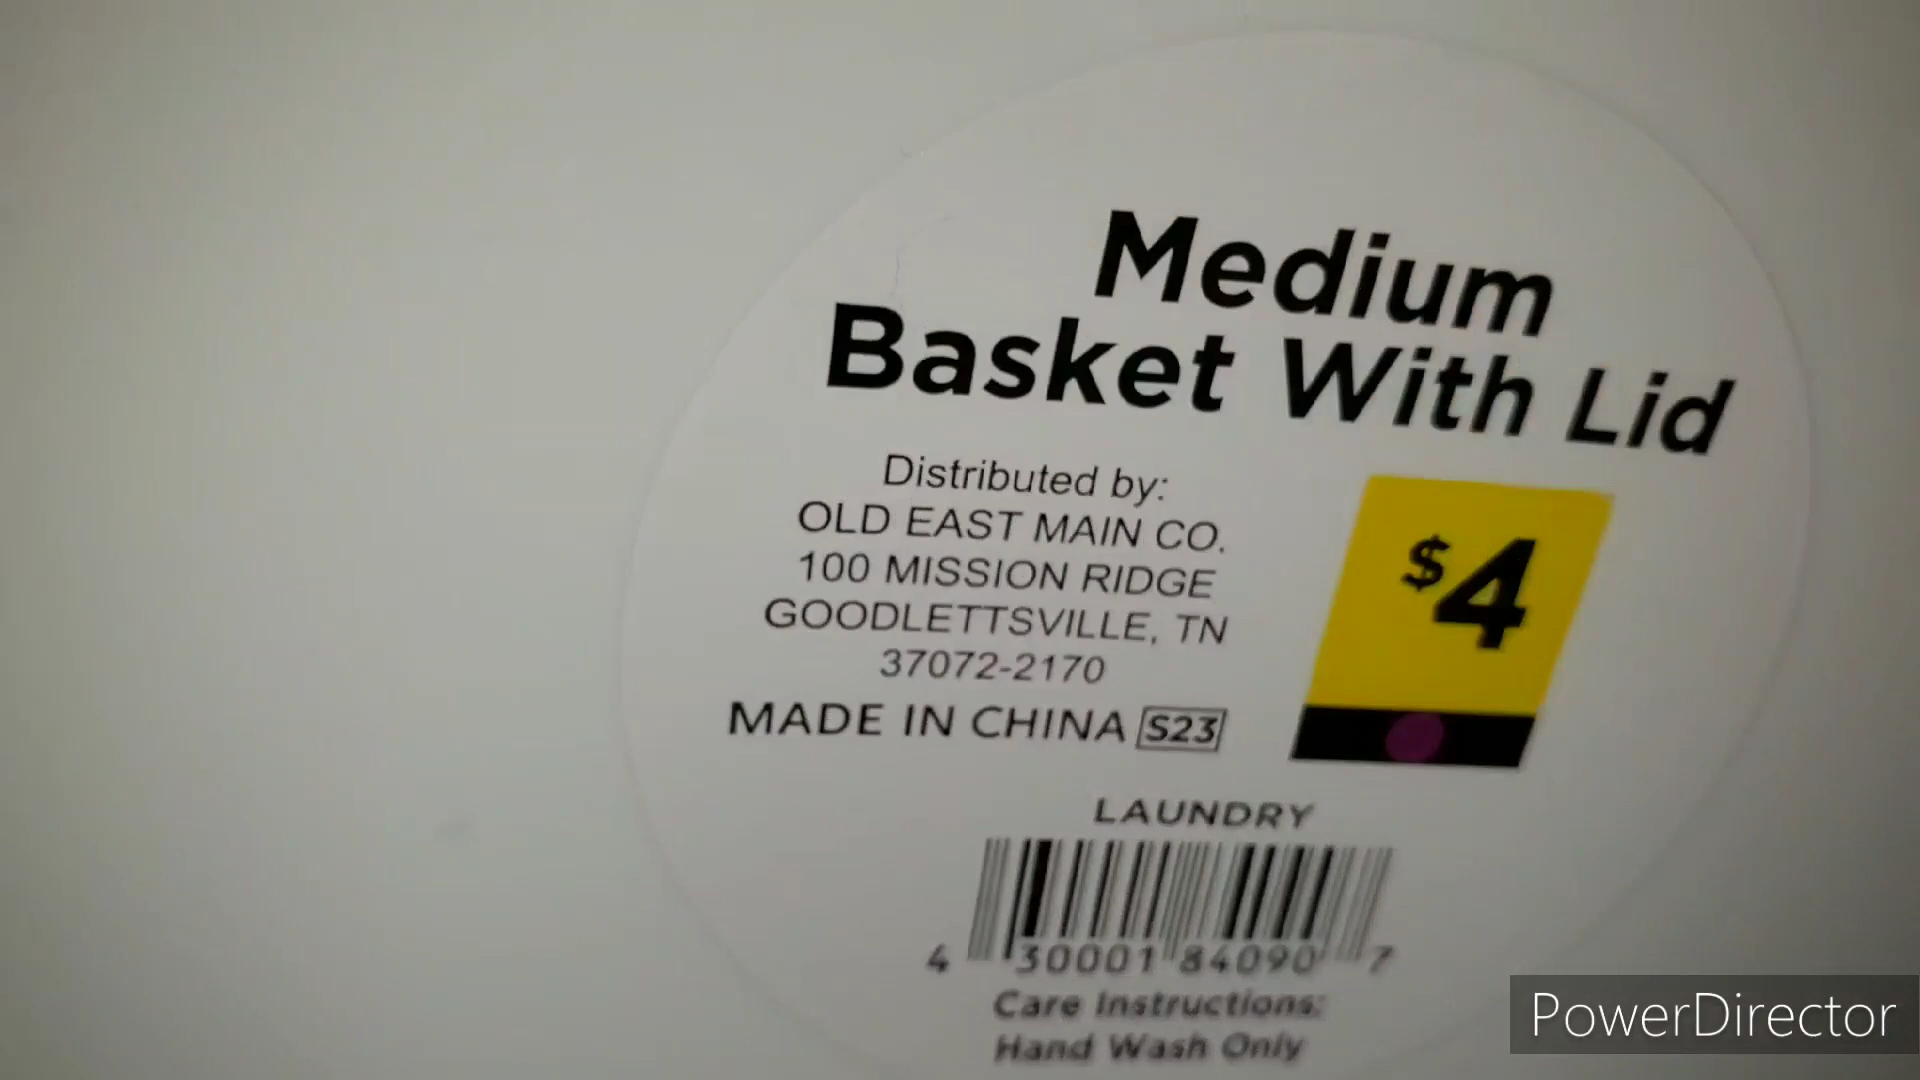 Medium
Basket With Lid
Distributed by:
OLD EAST MAIN CO.
100 MISSION RIDGE
GOODLETTSVILLE, TN
37072-2170
MADE IN CHINA S23
$4
LAUNDRY
4 30001 84090 7
Care Instructions:
Hand Wash Only
PowerDirector